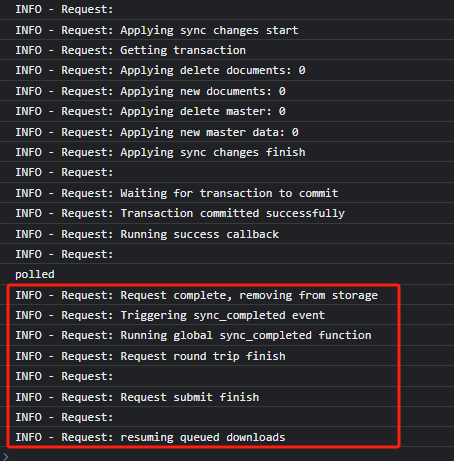 INFO - Request:
INFO - Request: Applying sync changes start
INFO - Request: Getting transaction
INFO - Request: Applying delete documents: 0
INFO - Request: Applying new documents: 0
INFO - Request: Applying delete master: 0
INFO - Request: Applying new master data: 0
INFO - Request: Applying sync changes finish
INFO - Request:
INFO - Request: Waiting for transaction to commit
INFO - Request: Transaction committed successfully
INFO - Request: Running success callback
INFO - Request:
polled
INFO - Request: Request complete, removing from storage
INFO - Request: Triggering sync_completed event
INFO - Request: Running global sync_completed function
INFO - Request: Request round trip finish
INFO - Request:
INFO - Request: Request submit finish
INFO - Request:
INFO - Request: resuming queued downloads